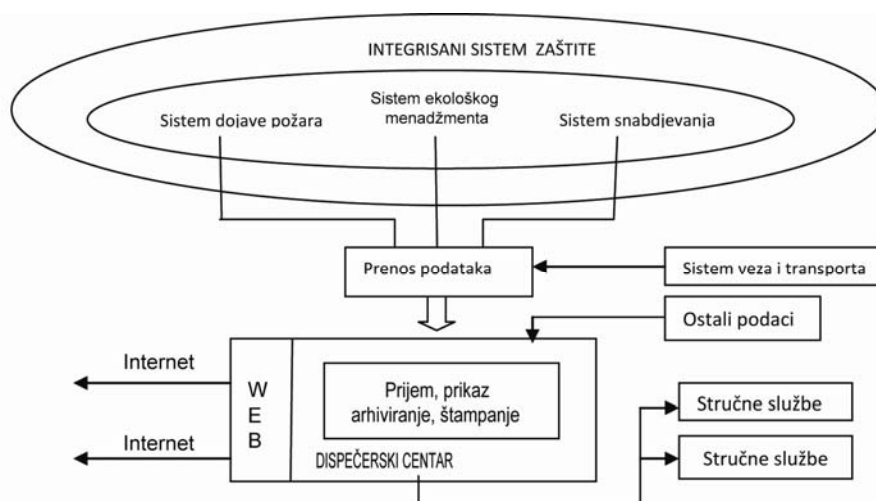 INTEGRISANI SISTEM ZAŠTITE
Sistem dojave požara
Sistem ekološkog
menadžmenta
Sistem snabdjevanja
Prenos podataka
Sistem veza i transporta
Ostali podaci
Internet
Internet
W
E
B
Prijem, prikaz
arhiviranje, štampanje
DISPEČERSKI CENTAR
Stručne službe
Stručne službe